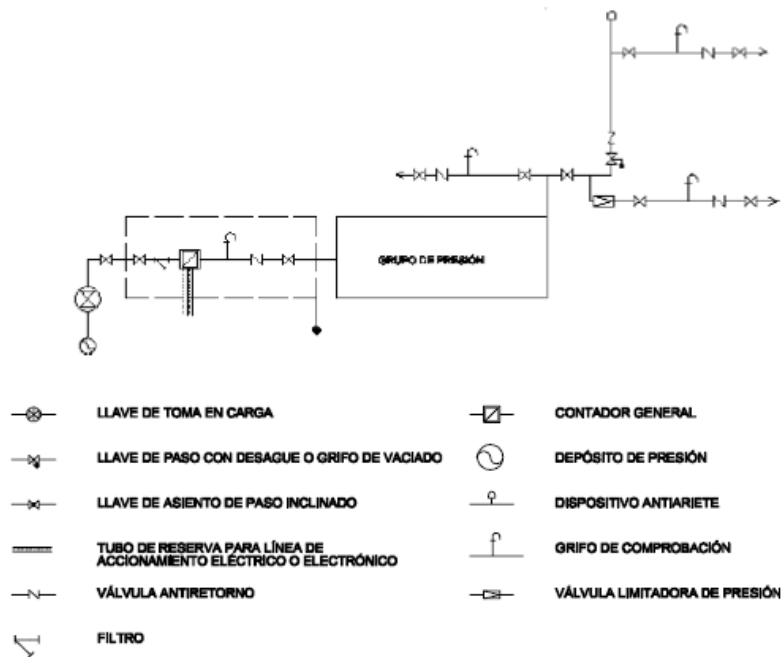 GRUPO DE PRESIÓN
LLAVE DE TOMA EN CARGA
CONTADOR GENERAL
LLAVE DE PASO CON DESAGUE O GRIFO DE VACIADO
DEPÓSITO DE PRESIÓN
LLAVE DE ASIENTO DE PASO INCLINADO
DISPOSITIVO ANTIARIETE
TUBO DE RESERVA PARA LÍNEA DE
ACCIONAMIENTO ELÉCTRICO O ELECTRÓNICO
GRIFO DE COMPROBACIÓN
VÁLVULA ANTIRETORNO
VÁLVULA LIMITADORA DE PRESIÓN
FILTRO